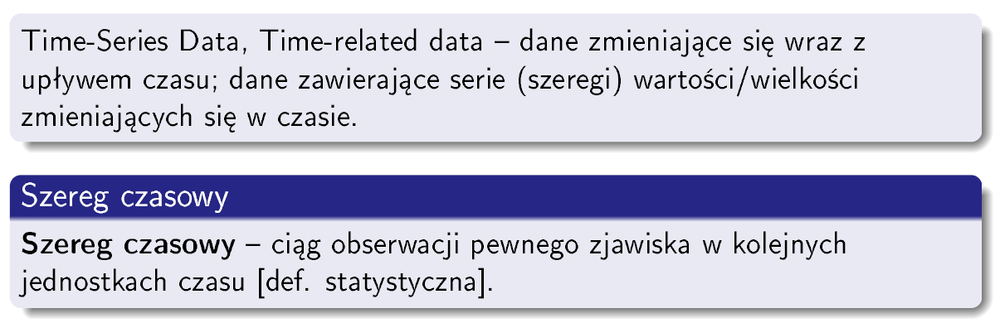 Time-Series Data, Time-related data – dane zmieniające się wraz z
upływem czasu; dane zawierające serie (szeregi) wartości/wielkości
zmieniających się w czasie.
Szereg czasowy
Szereg czasowy – ciąg obserwacji pewnego zjawiska w kolejnych
jednostkach czasu [def. statystyczna].